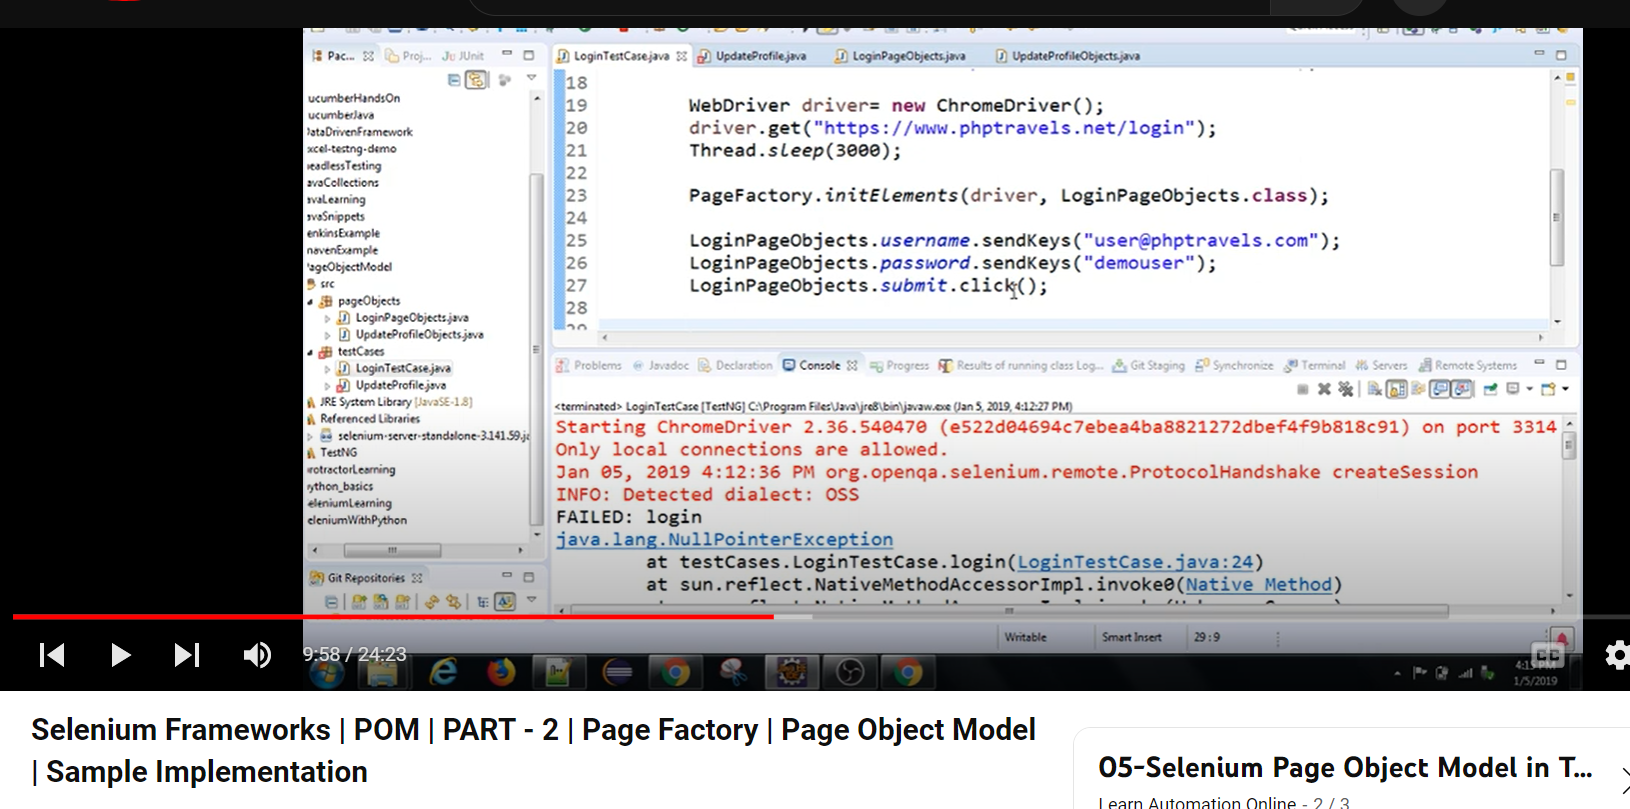 Pac...
Proj...
JUnit
LoginTestCase.java
UpdateProfile.java
LoginPageObjects.java
UpdateProfileObjects.java
ucumberHandsOn
ucumberJava
DataDrivenFramework
xcel-testng-demo
eadlessTesting
avaCollections
avaLearning
avaSnippets
enkinsExample
navenExample
ageObjectModel
src
pageObjects
LoginPageObjects.java
UpdateProfileObjects.java
testCases
LoginTestCase.java
UpdateProfile.java
JRE System Library [JavaSE-1.8]
Referenced Libraries
selenium-server-standalone-3.141.59.ja
TestNG
rotractorLearning
ython_basics
eleniumLearning
eleniumWithPython
Git Repositories
18
19 WebDriver driver= new ChromeDriver();
20 driver.get("https://www.phptravels.net/login");
21 Thread.sleep(3000);
22
23 PageFactory.initElements(driver, LoginPageObjects.class);
24
25 LoginPageObjects.username.sendKeys("user@phptravels.com");
26 LoginPageObjects.password.sendKeys("demouser");
27 LoginPageObjects.submit.click();
28
29
Problems
Javadoc
Declaration
Console
Progress
Results of running class Log...
Git Staging
Synchronize
Terminal
Servers
Remote Systems
<terminated> LoginTestCase [TestNG] C:\Program Files\Java\jre8\bin\javaw.exe (Jan 5, 2019, 4:12:27 PM)
Starting ChromeDriver 2.36.540470 (e522d04694c7ebea4ba8821272dbef4f9b818c91) on port 3314
Only local connections are allowed.
Jan 05, 2019 4:12:36 PM org.openqa.selenium.remote.ProtocolHandshake createSession
INFO: Detected dialect: OSS
FAILED: login
java.lang.NullPointerException
at testCases.LoginTestCase.login(LoginTestCase.java:24)
at sun.reflect.NativeMethodAccessorImpl.invoke0(Native Method)
Writable
Smart Insert
29 : 9
9:58 / 24:23
CC
4:15 PM
1/5/2019
Selenium Frameworks | POM | PART - 2 | Page Factory | Page Object Model
| Sample Implementation
05-Selenium Page Object Model in T...
Learn Automation Online - 2 / 3